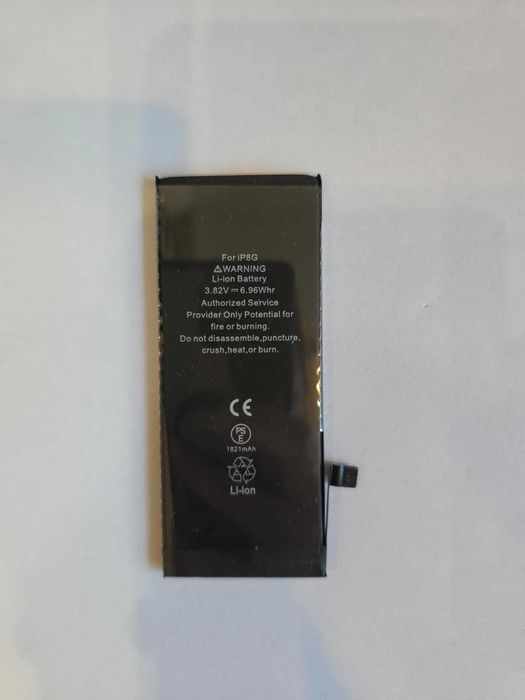 For iP8G
⚠WARNING
Li-Ion Battery
3.82V⎓6.96Whr
Authorized Service
Provider Only Potential for
fire or burning.
Do not disassemble,puncture,
crush,heat,or burn.
CE
PS
E
1821mAh
Li-ion